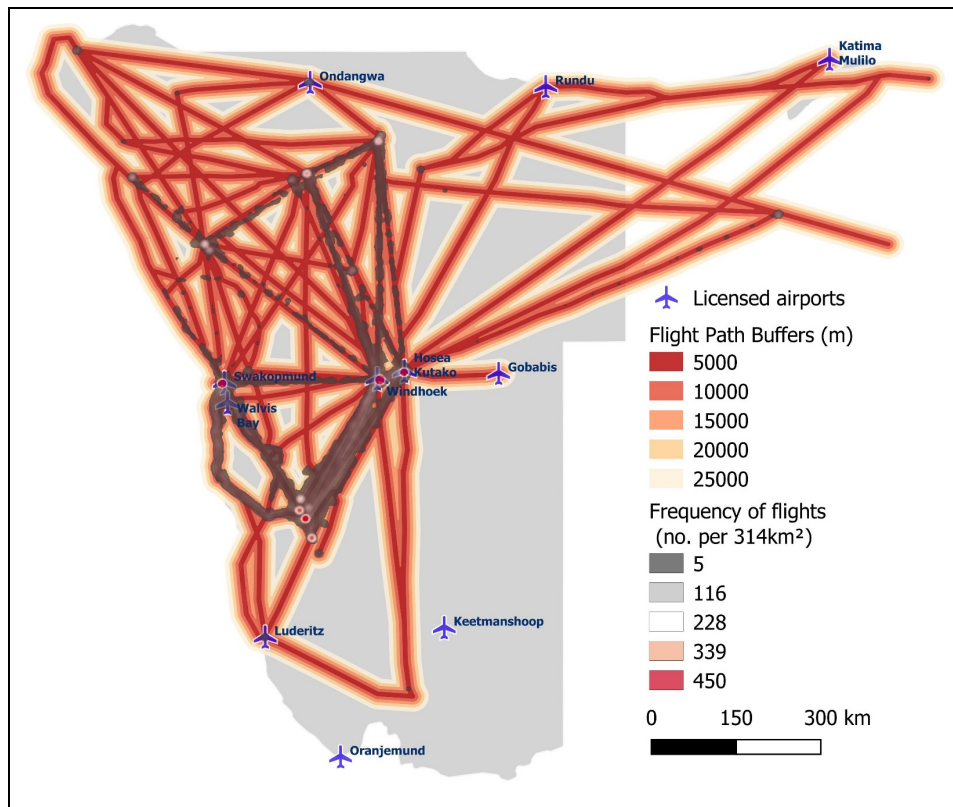 Katima
Mulilo
Ondangwa
Rundu
Licensed airports
Flight Path Buffers (m)
5000
10000
15000
20000
25000
Hosea
Kutako
Gobabis
Swakopmund
Windhoek
Walvis
Bay
Frequency of flights
(no. per 314km²)
5
116
228
339
450
Luderitz
Keetmanshoop
Oranjemund
0 150 300 km